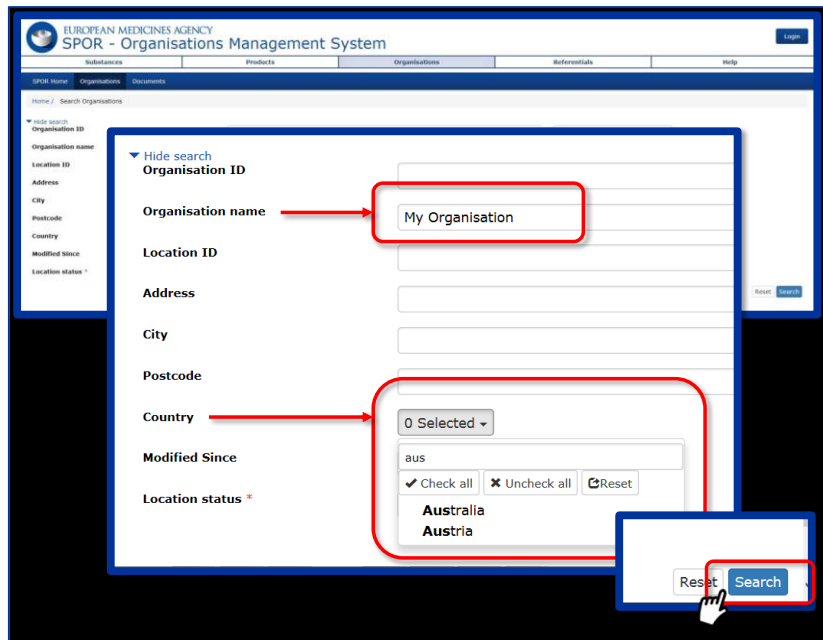 EUROPEAN MEDICINES AGENCY
SPOR - Organisations Management System
Login
Substances Products Organisations Referentials Help
SPOR Home Organisations Documents
Home / Search Organisations
Hide search
Organisation ID
Organisation name
Location ID
Address
City
Postcode
Country
Modified Since
Location status *
Reset Search
Hide search
Organisation ID
Organisation name My Organisation
Location ID
Address
City
Postcode
Country 0 Selected
Modified Since aus
Check all Uncheck all Reset
Location status *
Australia
Austria
Reset Search